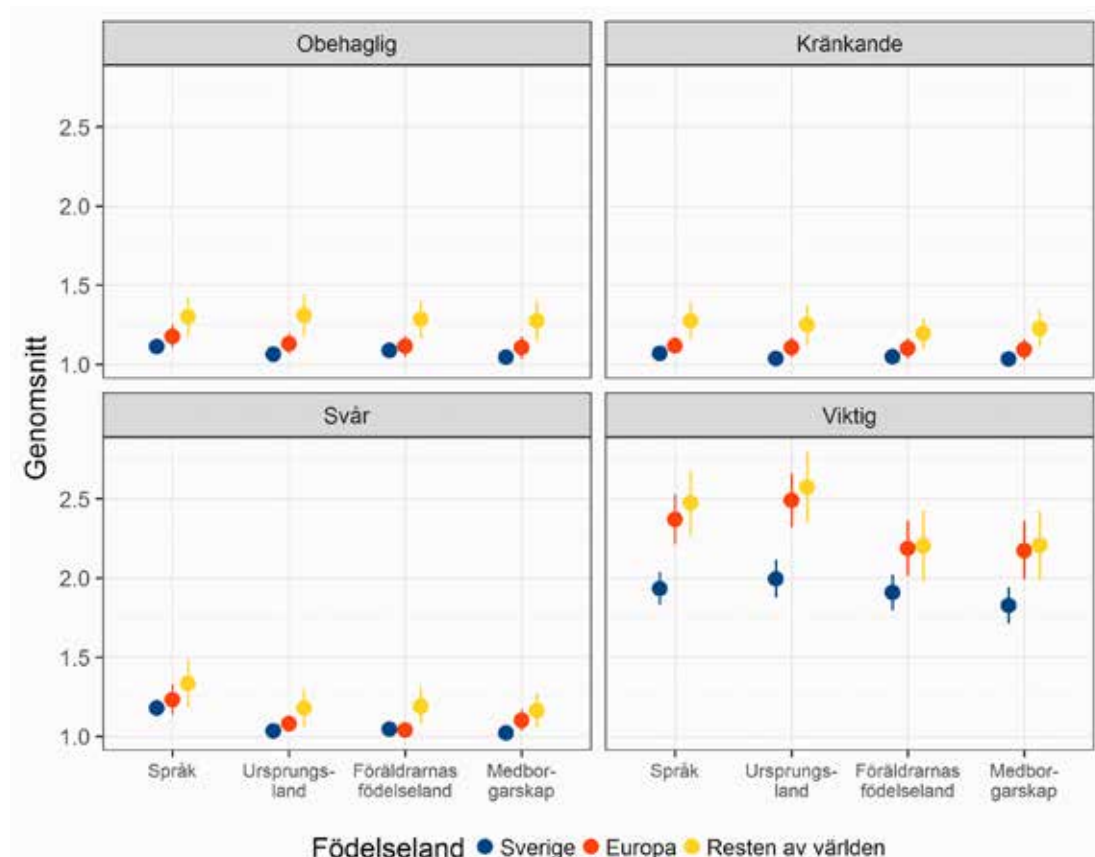 Obehaglig
Kränkande
2.5
2.0
1.5
1.0
Svår
Viktig
2.5
2.0
1.5
1.0
Genomsnitt
Språk
Ursprungs-
land
Föräldrarnas
födelseland
Medbor-
garskap
Språk
Ursprungs-
land
Föräldrarnas
födelseland
Medbor-
garskap
Födelseland Sverige Europa Resten av världen